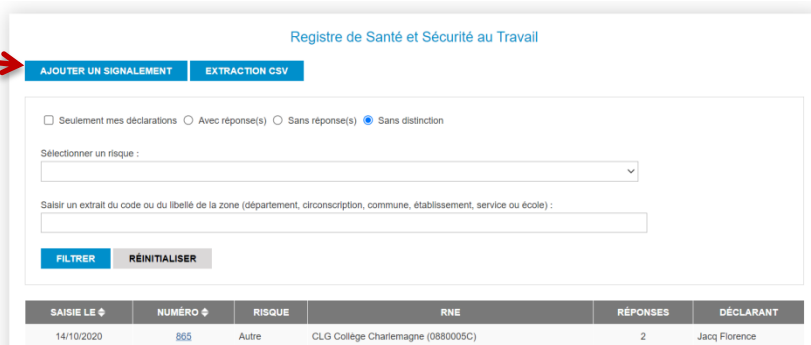 Registre de Santé et Sécurité au Travail
AJOUTER UN SIGNALEMENT EXTRACTION CSV
Seulement mes déclarations Avec réponse(s) Sans réponse(s) Sans distinction
Sélectionner un risque :
Saisir un extrait du code ou du libellé de la zone (département, circonscription, commune, établissement, service ou école) :
FILTRER RÉINITIALISER
SAISIE LE NUMÉRO RISQUE RNE RÉPONSES DÉCLARANT
14/10/2020 865 Autre CLG Collège Charlemagne (0880005C) 2 Jacq Florence